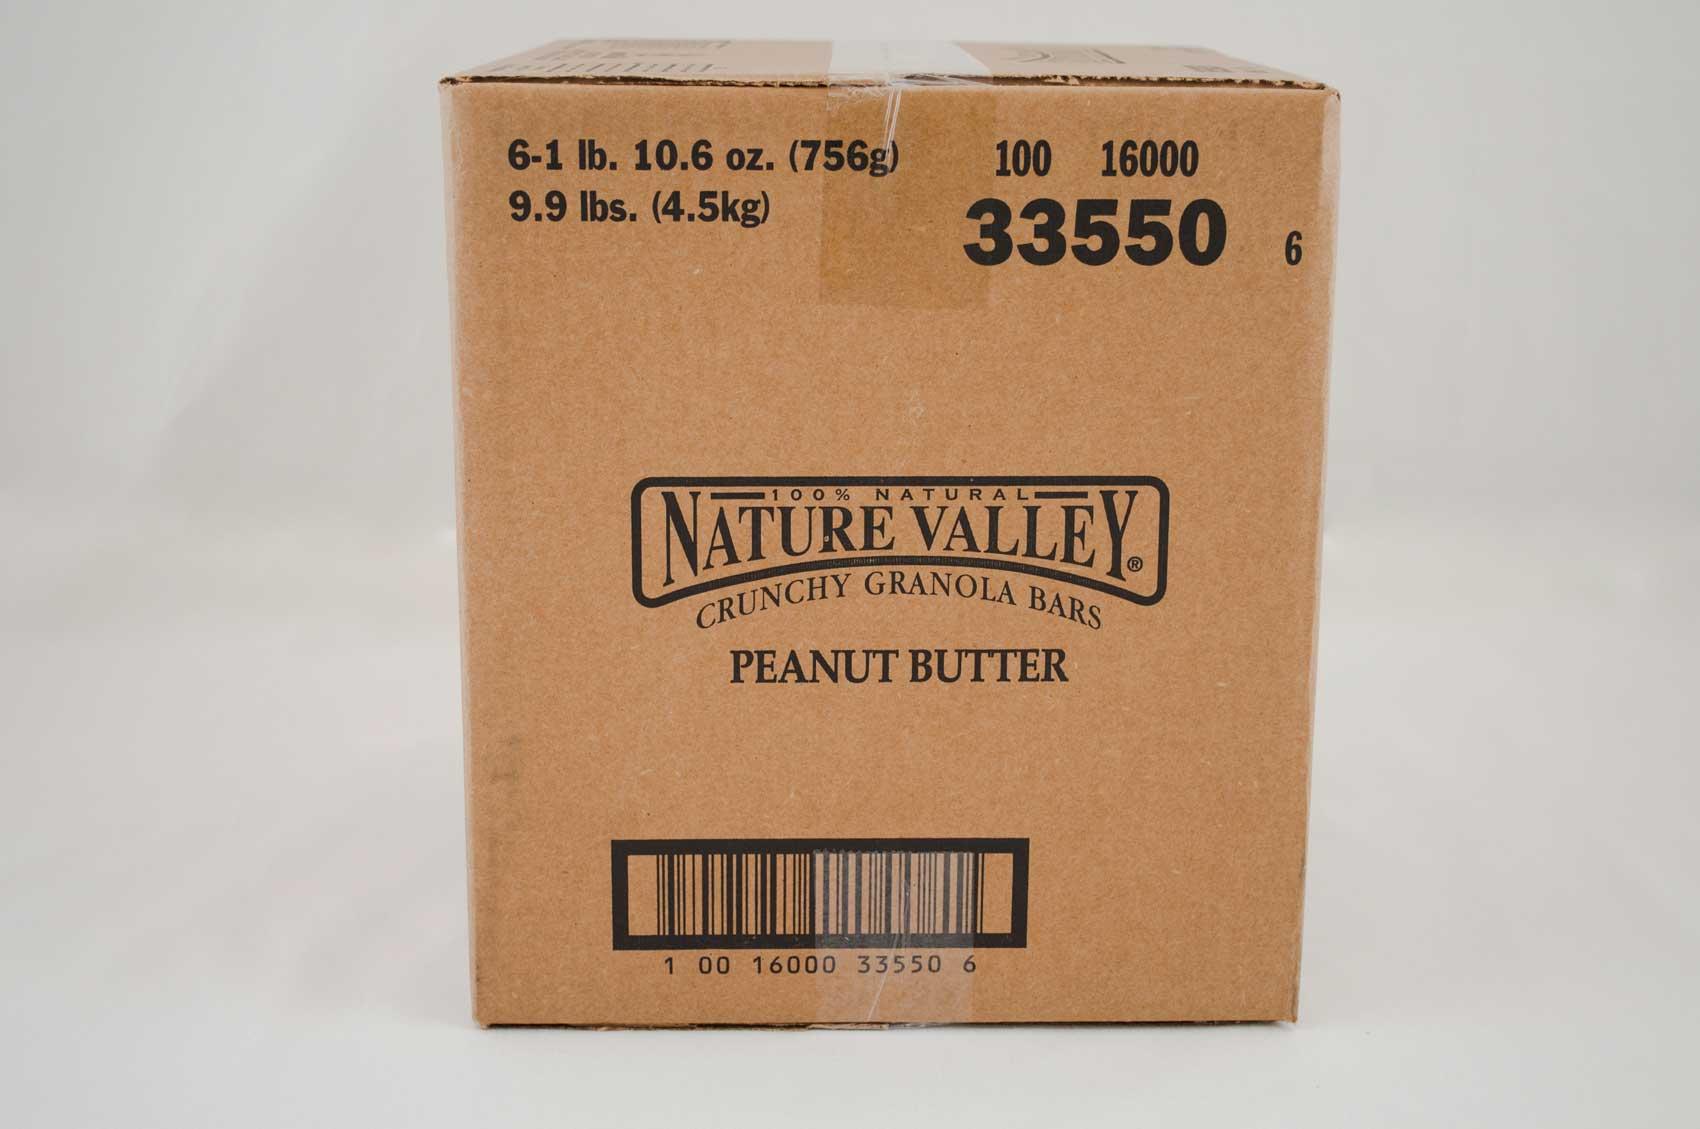 6-1 lb. 10.6 oz. (756g)
9.9 lbs. (4.5kg)
100 16000
33550 6
100% NATURAL
NATURE VALLEY®
CRUNCHY GRANOLA BARS
PEANUT BUTTER
1 00 16000 33550 6